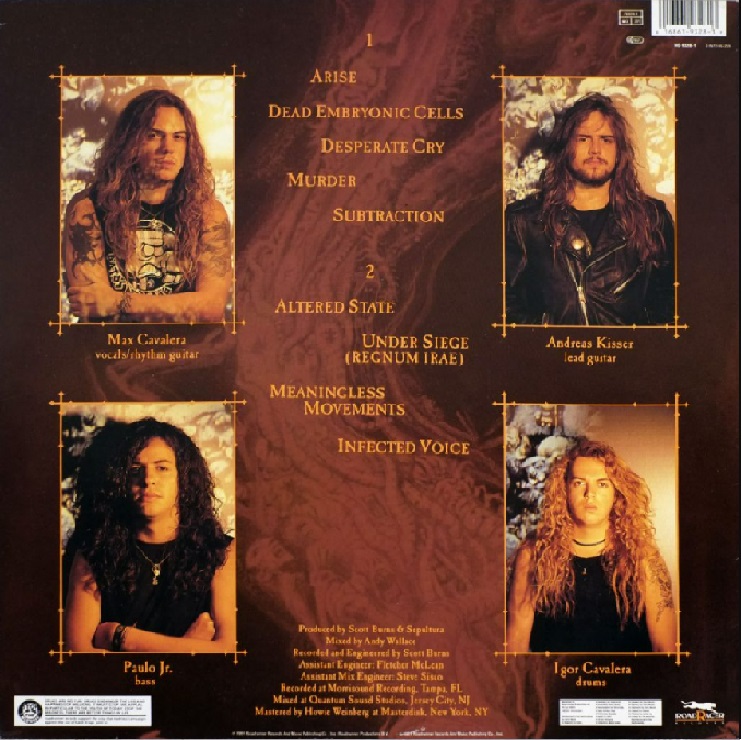 1
ARISE
DEAD EMBRYONIC CELLS
DESPERATE CRY
MURDER
SUBTRACTION
2
ALTERED STATE
UNDER SIEGE
(REGNUM IRAE)
MEANINGLESS
MOVEMENTS
INFECTED VOICE
Max Cavalera
vocals/rhythm guitar
Andreas Kisser
lead guitar
Paulo Jr.
bass
Igor Cavalera
drums
Produced by Scott Burns & Sepultura
Mixed by Andy Wallace
Recorded and Engineered by Scott Burns
Assistant Engineer: Fletcher McLean
Assistant Mix Engineer: Steve Sisco
Recorded at Morrisound Recording, Tampa, FL
Mixed at Quantum Sound Studios, Jersey City, NJ
Mastered by Howie Weinberg at Masterdisk, New York, NY
ROADRACER